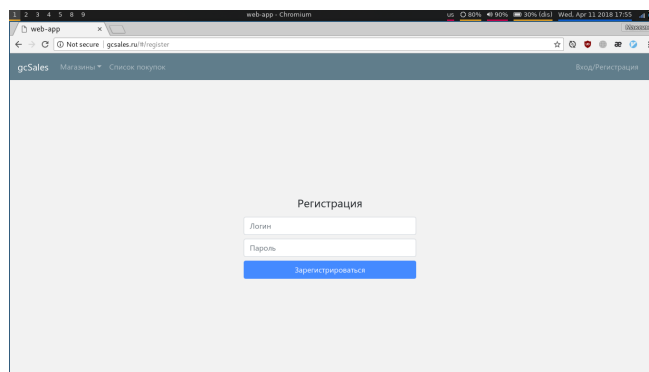 1 2 3 4 5 8 9 web-app - Chromium us 80% 90% 30% (dis) Wed, Apr 11 2018 17:55
web-app
Not secure gcsales.ru/#/register
gcSales Магазины Список покупок Вход/Регистрация
Регистрация
Логин
Пароль
Зарегистрироваться